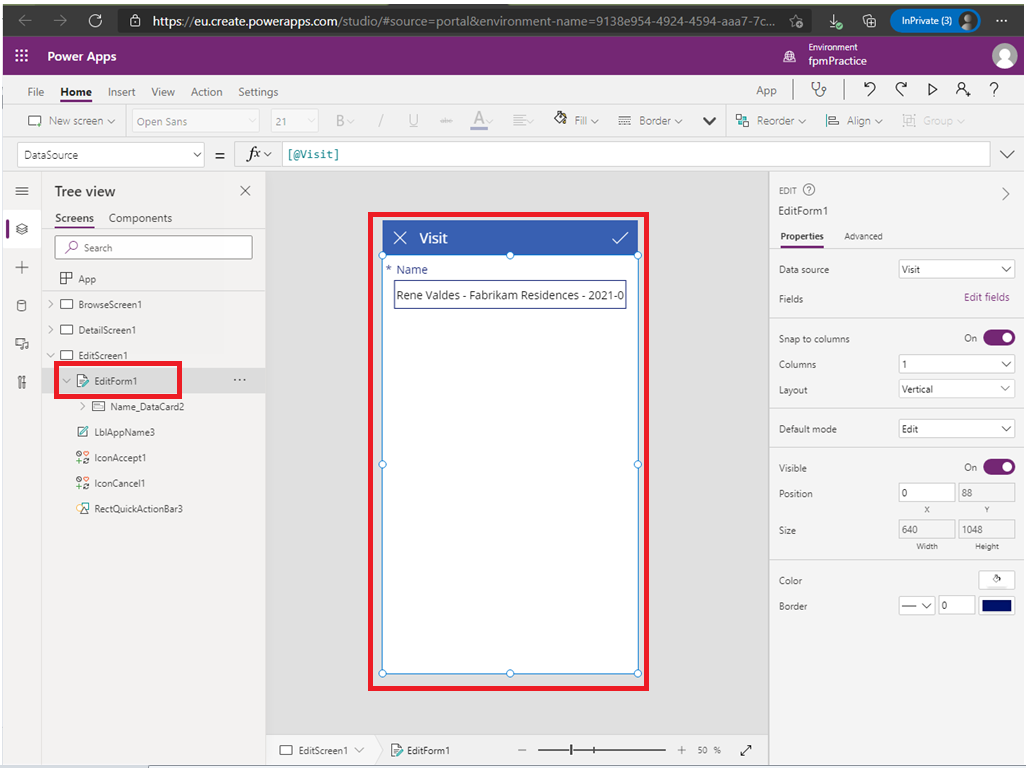 https://eu.create.powerapps.com/studio/#source=portal&environment-name=9138e954-4924-4594-aaa7-7c...
InPrivate (3)
Power Apps
Environment
fpmPractice
File Home Insert View Action Settings
App
New screen
Open Sans
21
B
/
U
abc
A
Fill
Border
Reorder
Align
Group
DataSource
=
fx
[@Visit]
Tree view
Screens Components
Search
App
BrowseScreen1
DetailScreen1
EditScreen1
EditForm1
Name_DataCard2
LblAppName3
IconAccept1
IconCancel1
RectQuickActionBar3
Visit
* Name
Rene Valdes - Fabrikam Residences - 2021-0
EditScreen1
EditForm1
50 %
EDIT
EditForm1
Properties Advanced
Data source Visit
Fields Edit fields
Snap to columns On
Columns 1
Layout Vertical
Default mode Edit
Visible On
Position 0 88
X Y
Size 640 1048
Width Height
Color
Border 0